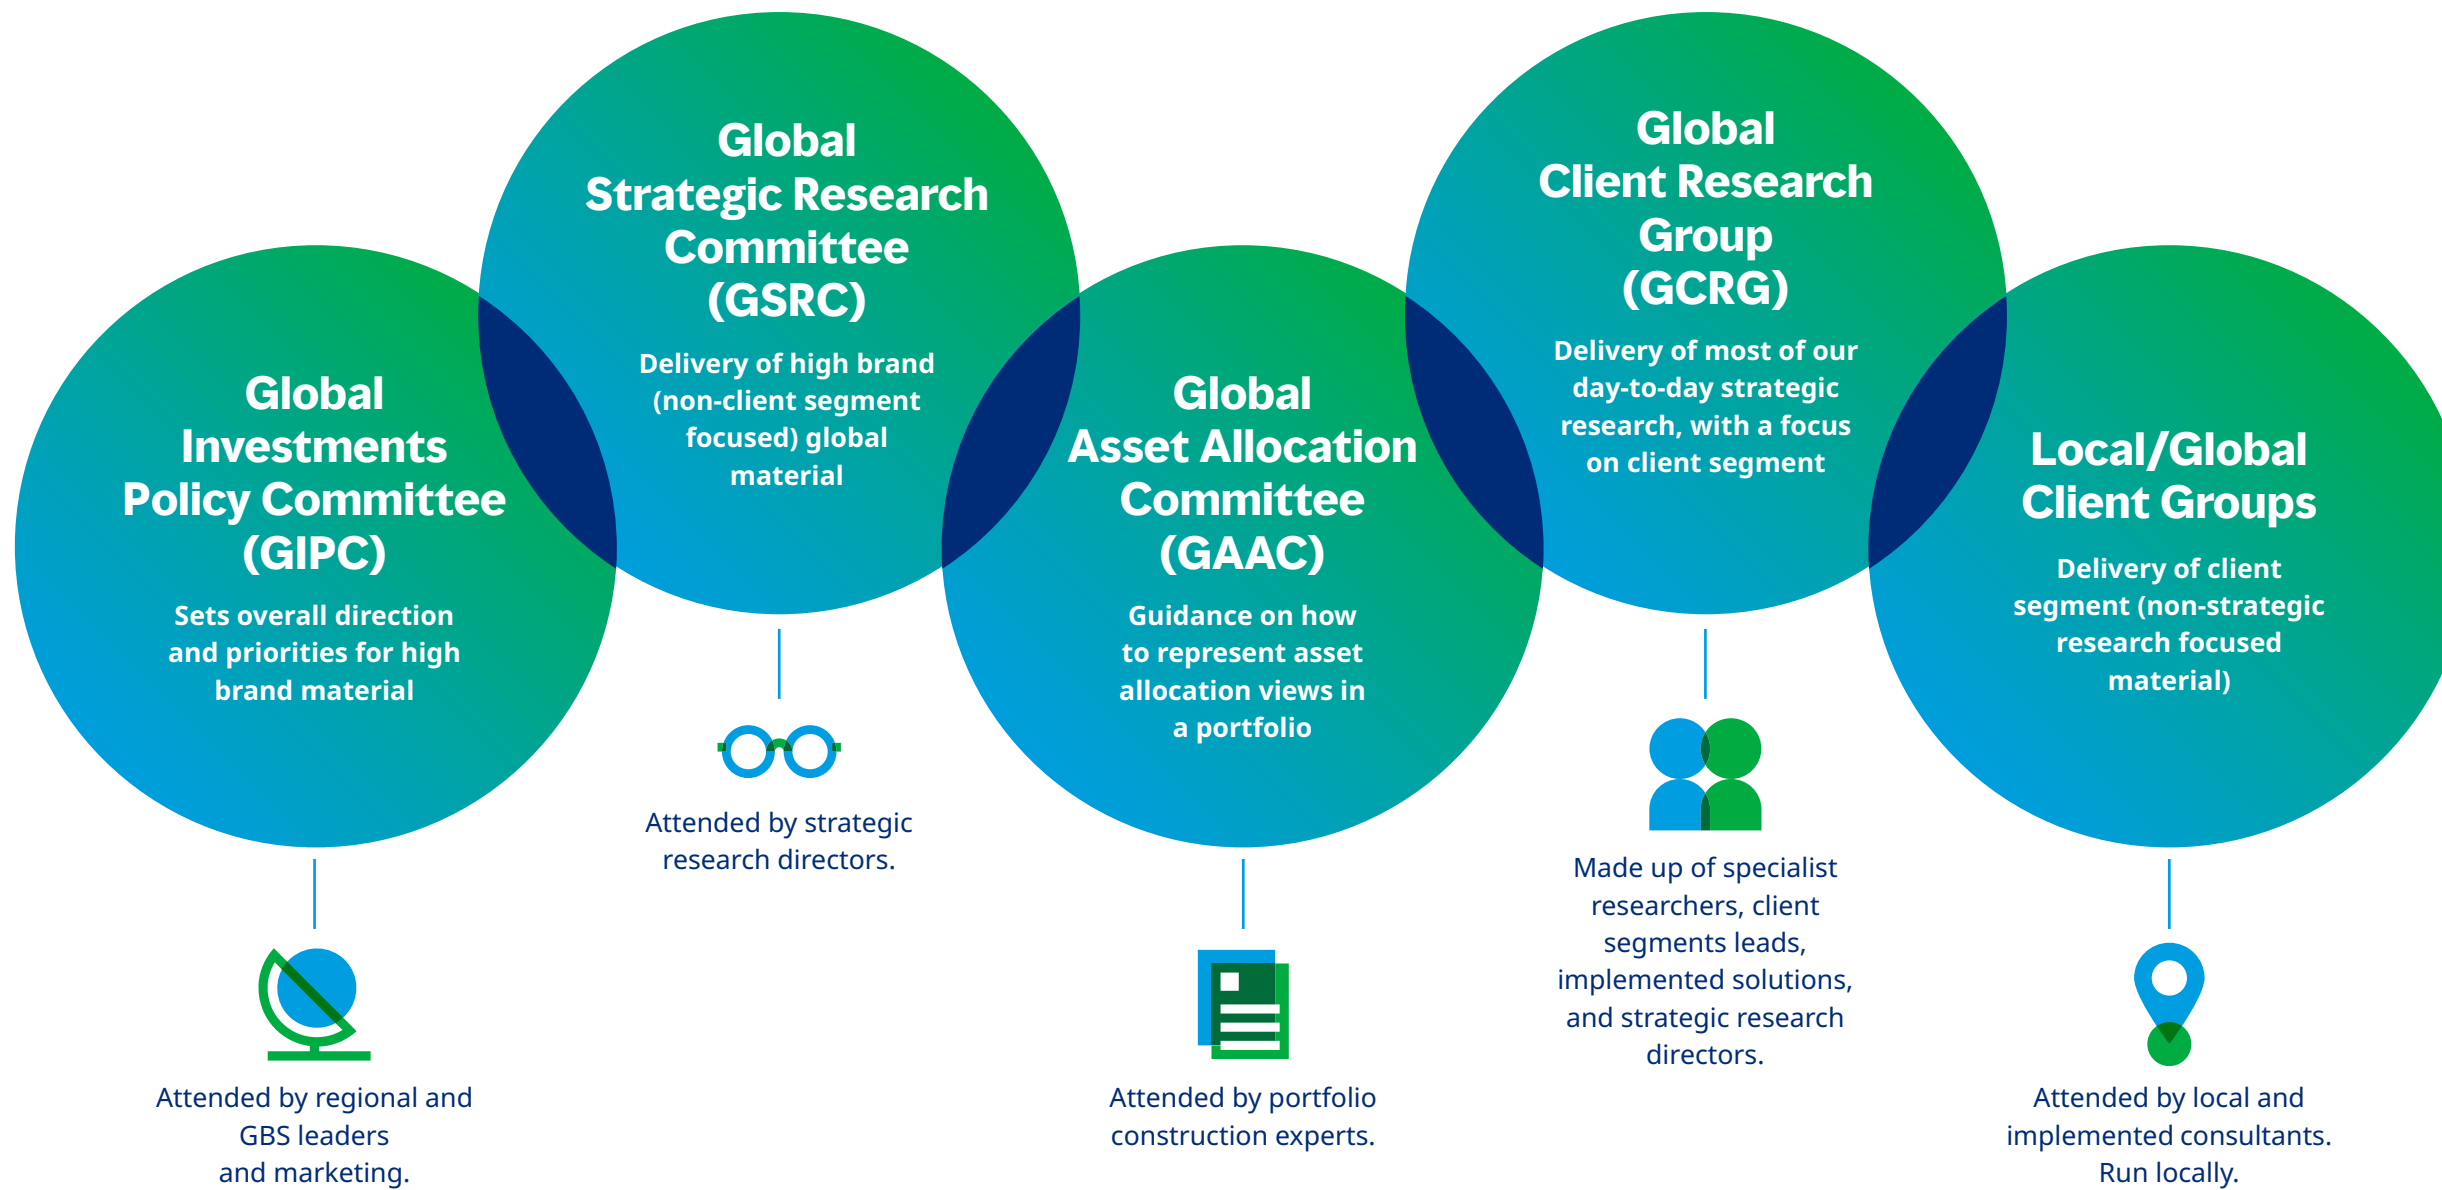 Global
Investments
Policy Committee
(GIPC)
Sets overall direction
and priorities for high
brand material
Attended by regional and
GBS leaders
and marketing.
Global
Strategic Research
Committee
(GSRC)
Delivery of high brand
(non-client segment
focused) global
material
Attended by strategic
research directors.
Global
Asset Allocation
Committee
(GAAC)
Guidance on how
to represent asset
allocation views in
a portfolio
Attended by portfolio
construction experts.
Global
Client Research
Group
(GCRG)
Delivery of most of our
day-to-day strategic
research, with a focus
on client segment
Made up of specialist
researchers, client
segments leads,
implemented solutions,
and strategic research
directors.
Local/Global
Client Groups
Delivery of client
segment (non-strategic
research focused
material)
Attended by local and
implemented consultants.
Run locally.